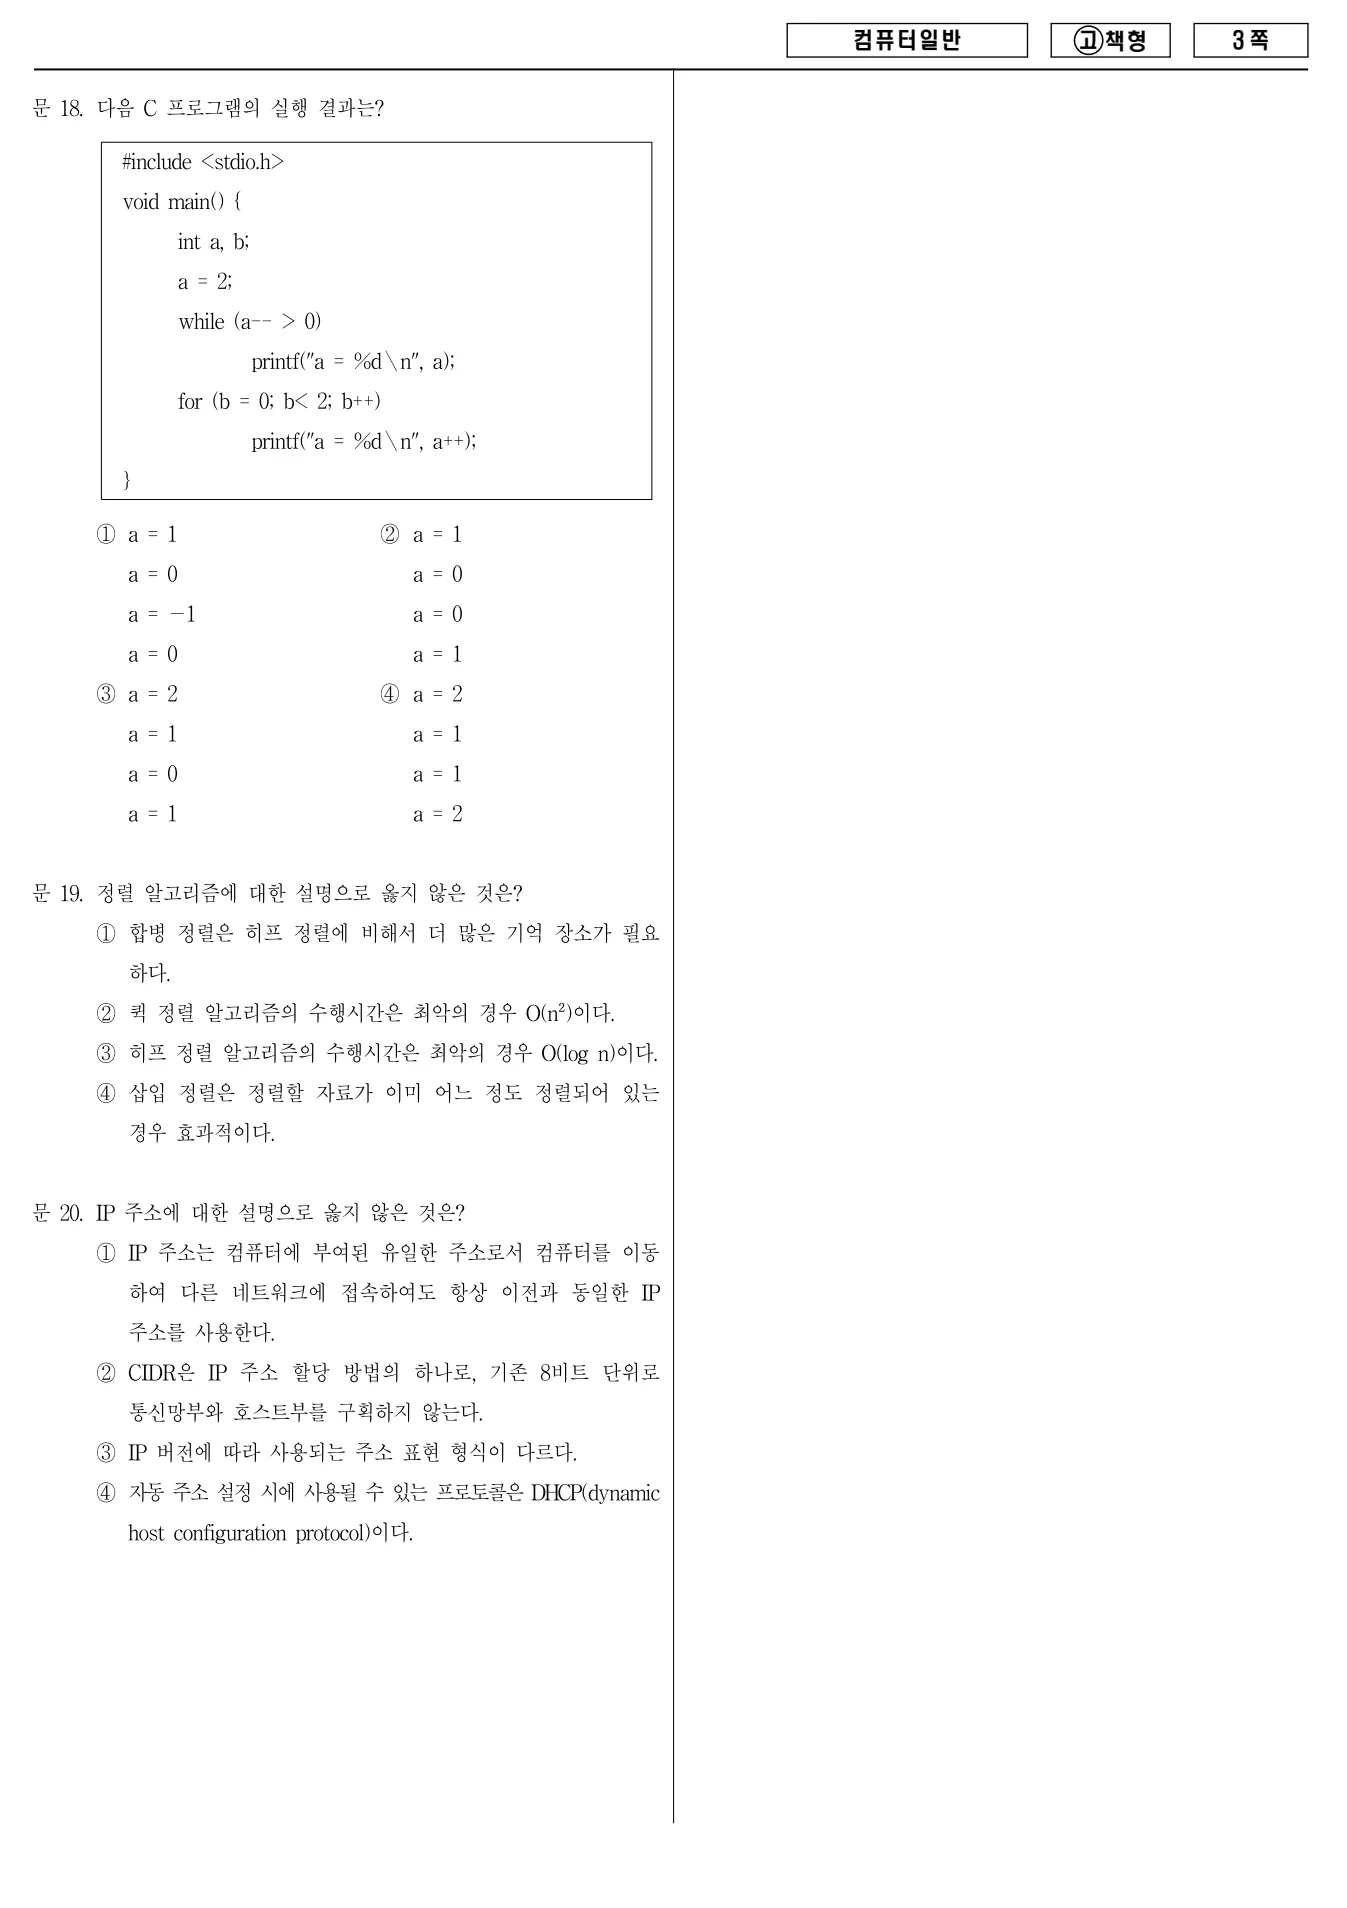 컴퓨터일반 ㉠책형 3쪽
문 18. 다음 C 프로그램의 실행 결과는?
#include <stdio.h>
void main() {
int a, b;
a = 2;
while (a-- > 0)
printf("a = %d\n", a);
for (b = 0; b< 2; b++)
printf("a = %d\n", a++);
}
① a = 1 ② a = 1
a = 0 a = 0
a = -1 a = 0
a = 0 a = 1
③ a = 2 ④ a = 2
a = 1 a = 1
a = 0 a = 1
a = 1 a = 2
문 19. 정렬 알고리즘에 대한 설명으로 옳지 않은 것은?
① 합병 정렬은 히프 정렬에 비해서 더 많은 기억 장소가 필요
하다.
② 퀵 정렬 알고리즘의 수행시간은 최악의 경우 O(n²)이다.
③ 히프 정렬 알고리즘의 수행시간은 최악의 경우 O(log n)이다.
④ 삽입 정렬은 정렬할 자료가 이미 어느 정도 정렬되어 있는
경우 효과적이다.
문 20. IP 주소에 대한 설명으로 옳지 않은 것은?
① IP 주소는 컴퓨터에 부여된 유일한 주소로서 컴퓨터를 이동
하여 다른 네트워크에 접속하여도 항상 이전과 동일한 IP
주소를 사용한다.
② CIDR은 IP 주소 할당 방법의 하나로, 기존 8비트 단위로
통신망부와 호스트부를 구획하지 않는다.
③ IP 버전에 따라 사용되는 주소 표현 형식이 다르다.
④ 자동 주소 설정 시에 사용될 수 있는 프로토콜은 DHCP(dynamic
host configuration protocol)이다.